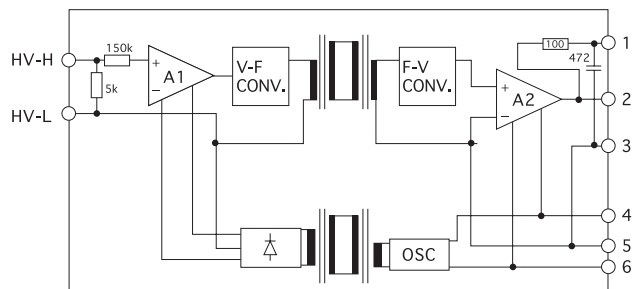 HV-H
150k
5k
HV-L
+
−
A1
V-F
CONV.
F-V
CONV.
+
−
A2
100
472
1
2
3
4
5
6
OSC